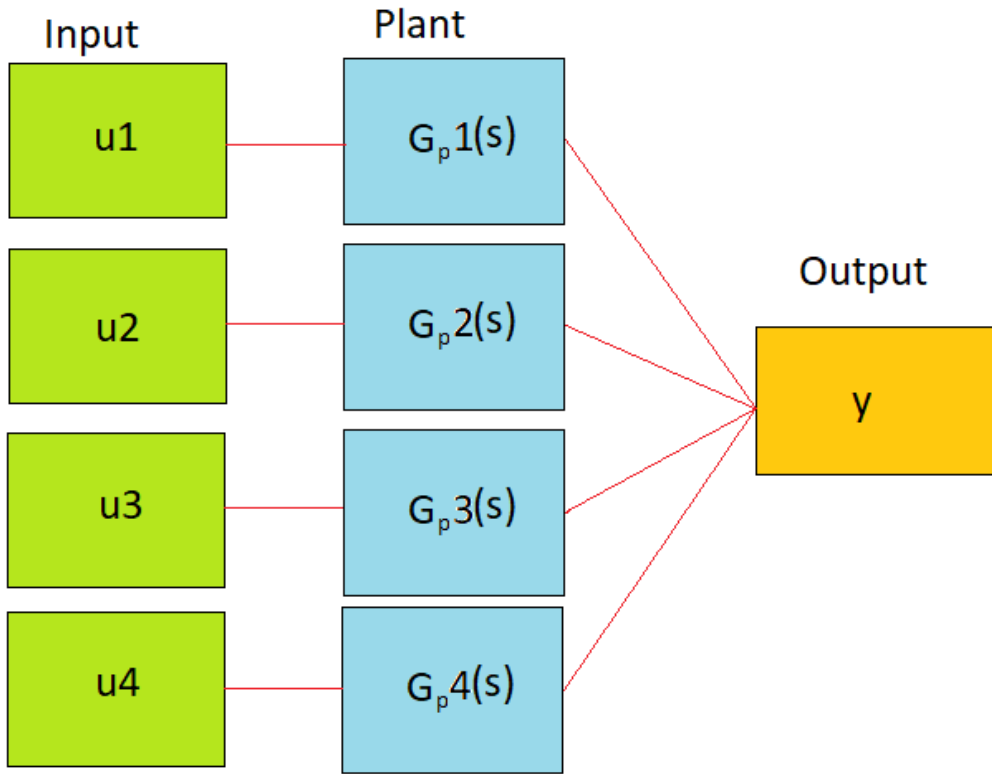 Input
Plant
u1
Gₚ1(s)
u2
Gₚ2(s)
Output
y
u3
Gₚ3(s)
u4
Gₚ4(s)